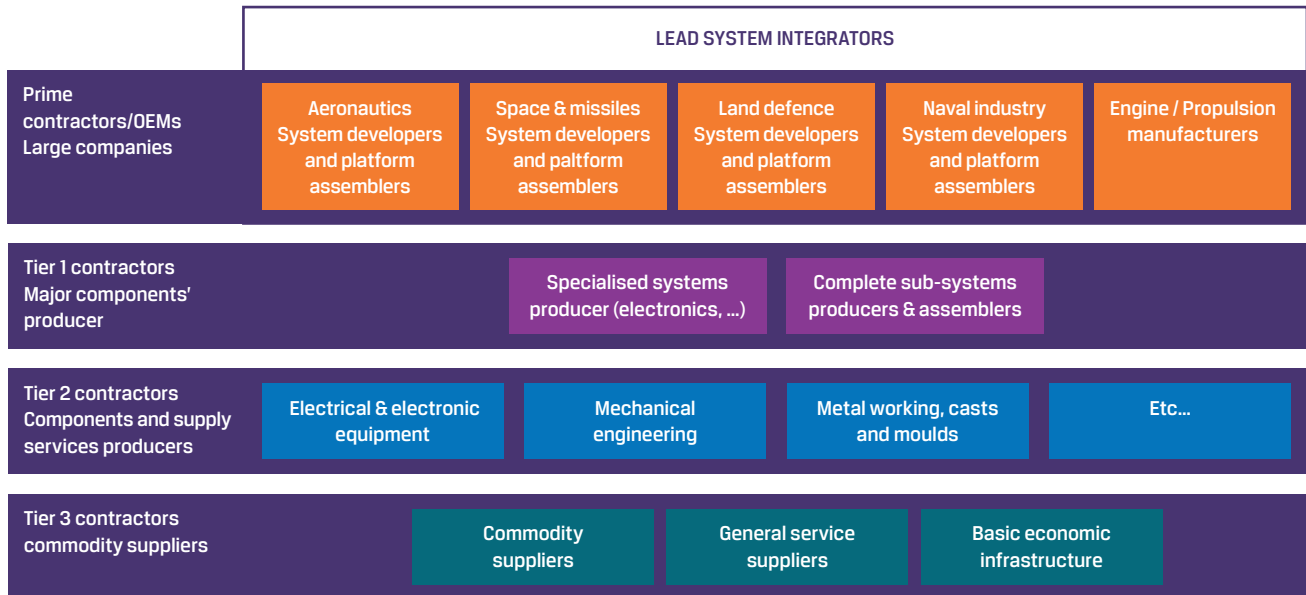 LEAD SYSTEM INTEGRATORS
Prime
contractors/OEMs
Large companies
Aeronautics
System developers
and platform
assemblers
Space & missiles
System developers
and paltform
assemblers
Land defence
System developers
and platform
assemblers
Naval industry
System developers
and platform
assemblers
Engine / Propulsion
manufacturers
Tier 1 contractors
Major components'
producer
Specialised systems
producer (electronics, ...)
Complete sub-systems
producers & assemblers
Tier 2 contractors
Components and supply
services producers
Electrical & electronic
equipment
Mechanical
engineering
Metal working, casts
and moulds
Etc...
Tier 3 contractors
commodity suppliers
Commodity
suppliers
General service
suppliers
Basic economic
infrastructure